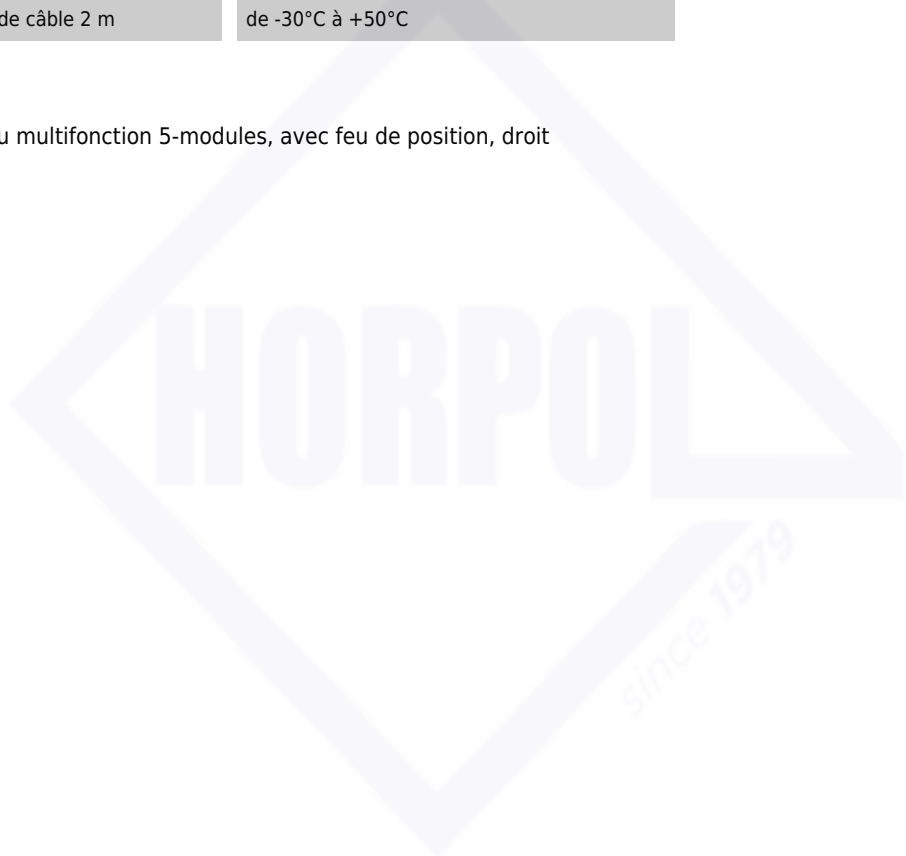 de câble 2 m
de -30°C à +50°C
u multifonction 5-modules, avec feu de position, droit
HORPOL
since 1979